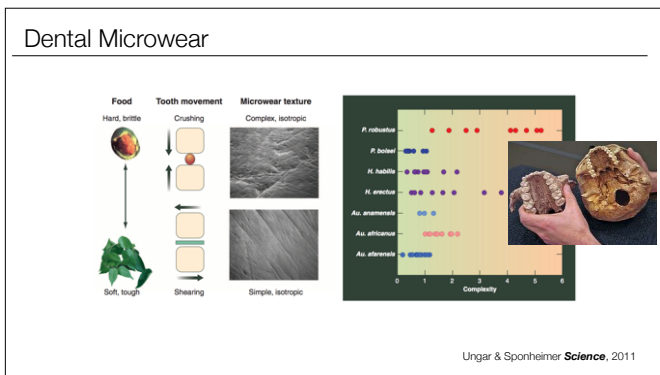 Dental Microwear
Food Tooth movement Microwear texture
Hard, brittle Crushing Complex, isotropic
Soft, tough Shearing Simple, isotropic
P. robustus
P. boisei
H. habilis
H. erectus
Au. anamensis
Au. africanus
Au. afarensis
0 1 2 3 4 5 6
Complexity
Ungar & Sponheimer Science, 2011